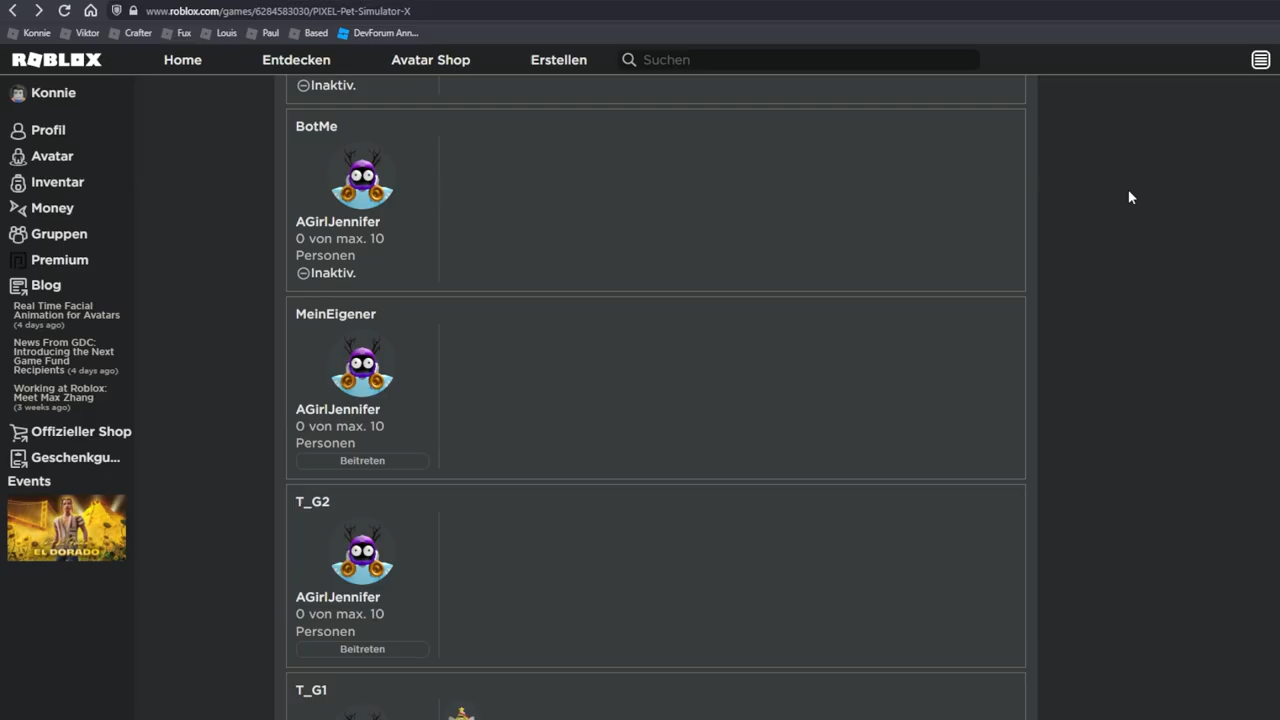 www.roblox.com/games/6284583030/PIXEL-Pet-Simulator-X
Konnie Viktor Crafter Fux Louis Paul Based DevForum Ann...
ROBLOX Home Entdecken Avatar Shop Erstellen Suchen
Konnie
Profil
Avatar
Inventar
Money
Gruppen
Premium
Blog
Real Time Facial
Animation for Avatars
(4 days ago)
News From GDC:
Introducing the Next
Game Fund
Recipients (4 days ago)
Working at Roblox:
Meet Max Zhang
(3 weeks ago)
Offizieller Shop
Geschenkgu...
Events
EL DORADO
Inaktiv.
BotMe
AGirlJennifer
0 von max. 10
Personen
Inaktiv.
MeinEigener
AGirlJennifer
0 von max. 10
Personen
Beitreten
T_G2
AGirlJennifer
0 von max. 10
Personen
Beitreten
T_G1